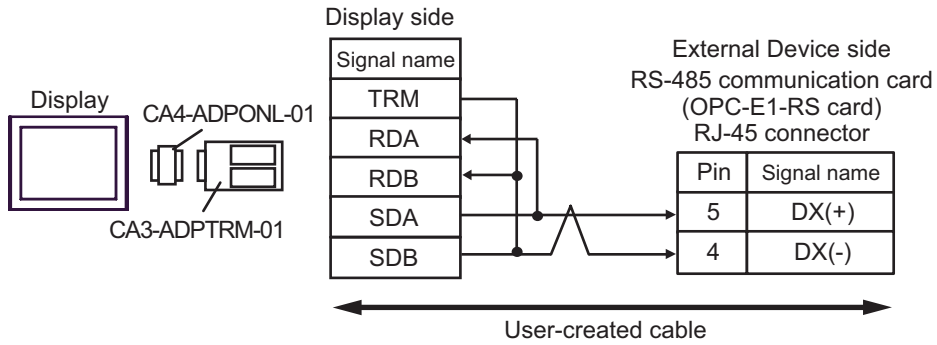 Display side
Signal name
TRM
RDA
RDB
SDA
SDB
Display
CA4-ADPONL-01
CA3-ADPTRM-01
External Device side
RS-485 communication card
(OPC-E1-RS card)
RJ-45 connector
Pin Signal name
5 DX(+)
4 DX(-)
User-created cable